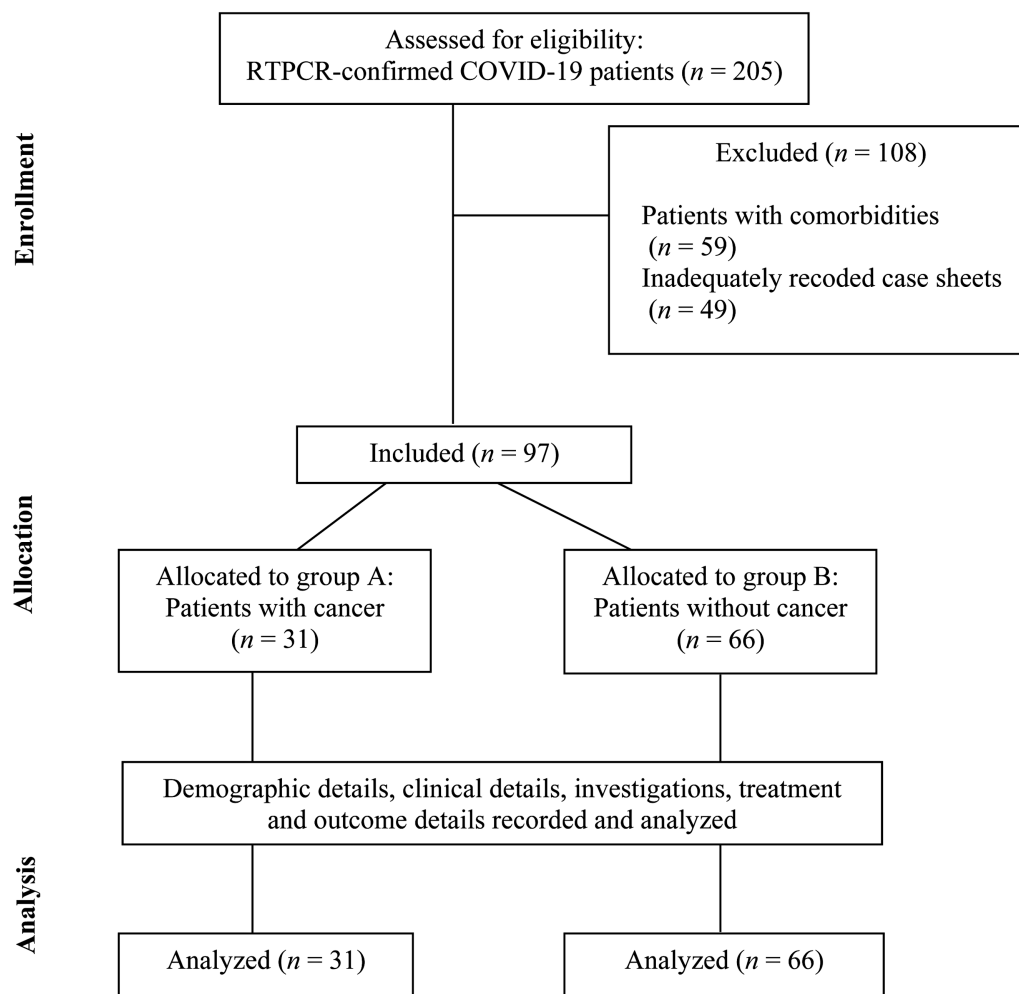 Assessed for eligibility:
RTPCR-confirmed COVID-19 patients (n = 205)
Enrollment
Excluded (n = 108)
Patients with comorbidities
(n = 59)
Inadequately recoded case sheets
(n = 49)
Included (n = 97)
Allocation
Allocated to group A:
Patients with cancer
(n = 31)
Allocated to group B:
Patients without cancer
(n = 66)
Demographic details, clinical details, investigations, treatment
and outcome details recorded and analyzed
Analysis
Analyzed (n = 31)
Analyzed (n = 66)